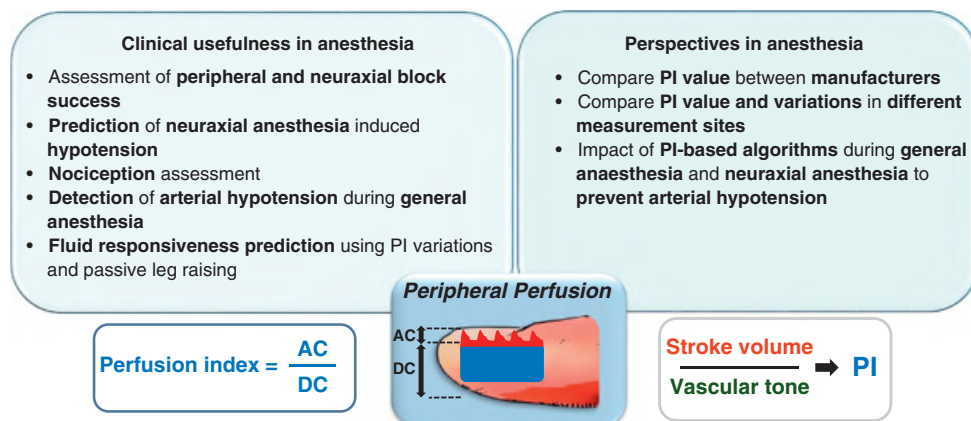 Clinical usefulness in anesthesia
• Assessment of peripheral and neuraxial block
success
• Prediction of neuraxial anesthesia induced
hypotension
• Nociception assessment
• Detection of arterial hypotension during general
anesthesia
• Fluid responsiveness prediction using PI variations
and passive leg raising
Perspectives in anesthesia
• Compare PI value between manufacturers
• Compare PI value and variations in different
measurement sites
• Impact of PI-based algorithms during general
anaesthesia and neuraxial anesthesia to
prevent arterial hypotension
Peripheral Perfusion
AC
DC
Perfusion index = AC
DC
Stroke volume
Vascular tone
PI